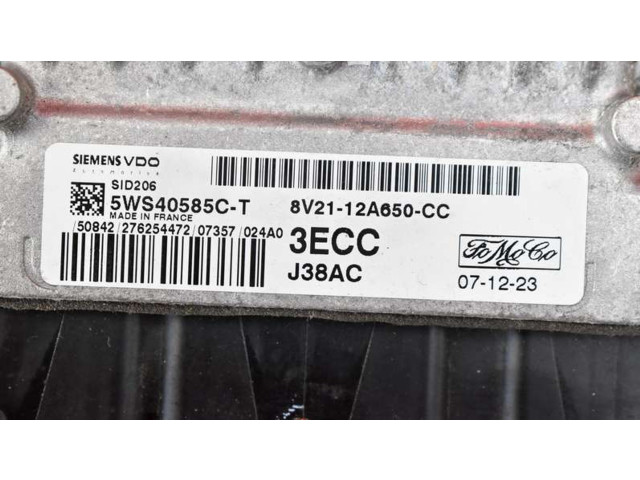 SIEMENS VDO
Automotive
SID206
5WS40585C-T
MADE IN FRANCE
/50842/276254472/07357/024A0
8V21-12A650-CC
3ECC
J38AC
FoMoCo
07-12-23